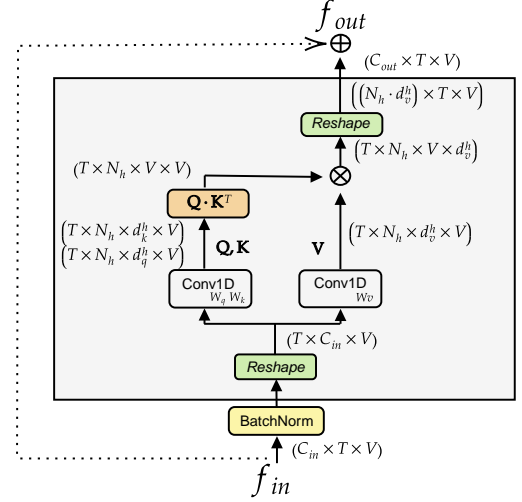 f_out
(C_out × T × V)
((N_h · d_v^h) × T × V)
Reshape
(T × N_h × V × d_v^h)
(T × N_h × V × V)
⊗
⊕
Q · K^T
(T × N_h × d_k^h × V)
(T × N_h × d_q^h × V)
Q, K
V
(T × N_h × d_v^h × V)
Conv1D
W_q W_k
Conv1D
W_v
(T × C_in × V)
Reshape
BatchNorm
(C_in × T × V)
f_in